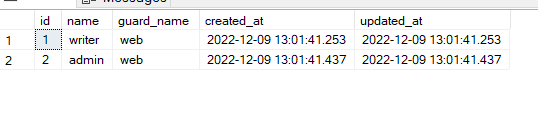 Messages
id name guard_name created_at updated_at
1 1 writer web 2022-12-09 13:01:41.253 2022-12-09 13:01:41.253
2 2 admin web 2022-12-09 13:01:41.437 2022-12-09 13:01:41.437